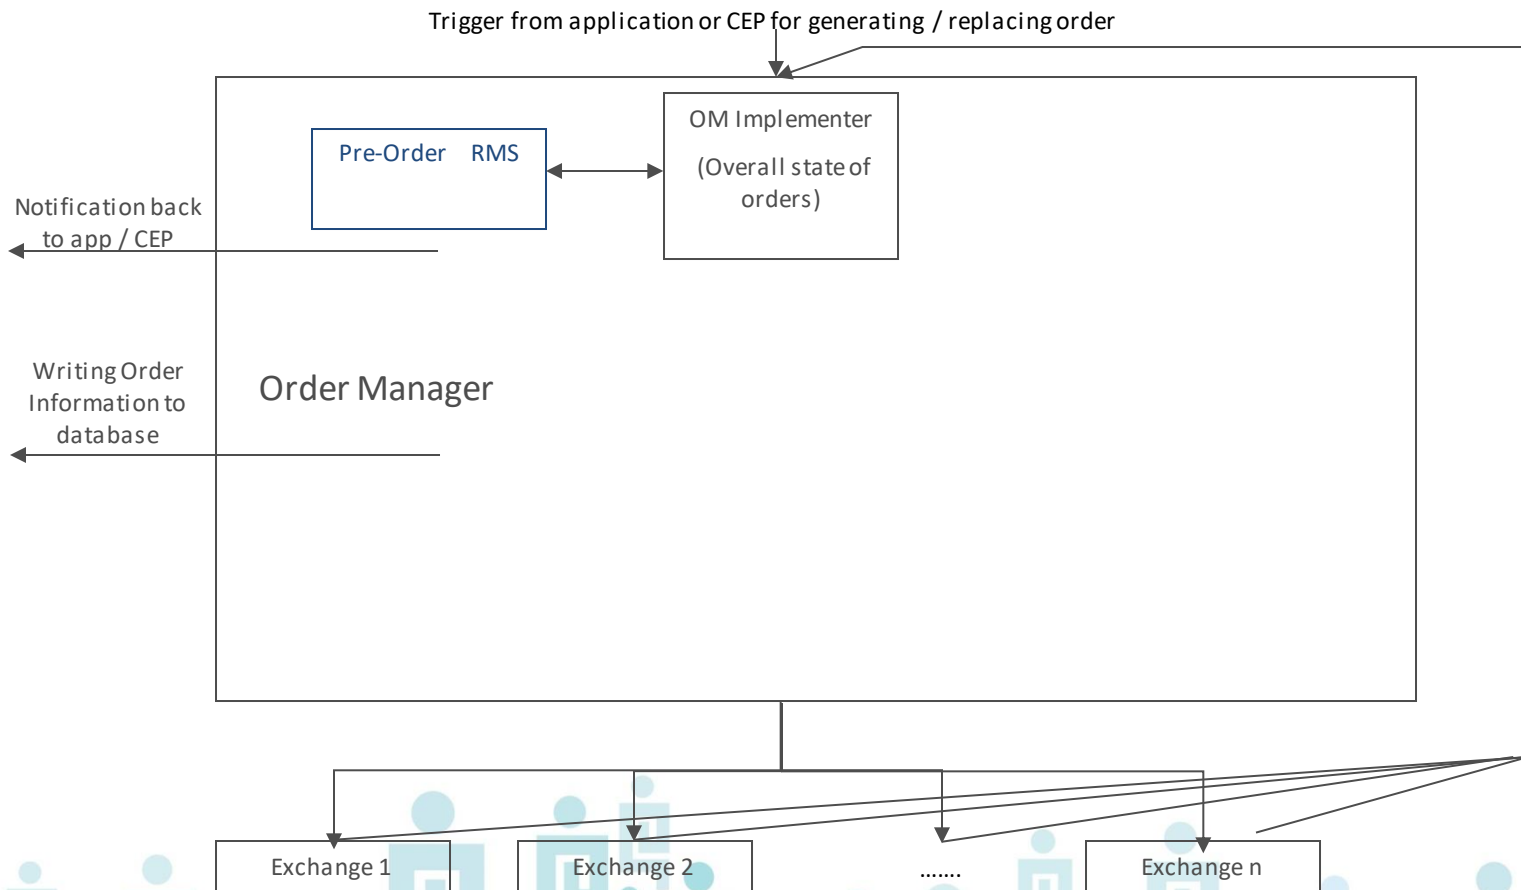 Trigger from application or CEP for generating / replacing order
OM Implementer
(Overall state of
orders)
Pre-Order RMS
Notification back
to app / CEP
Writing Order
Information to
database
Order Manager
Exchange 1
Exchange 2
.......
Exchange n